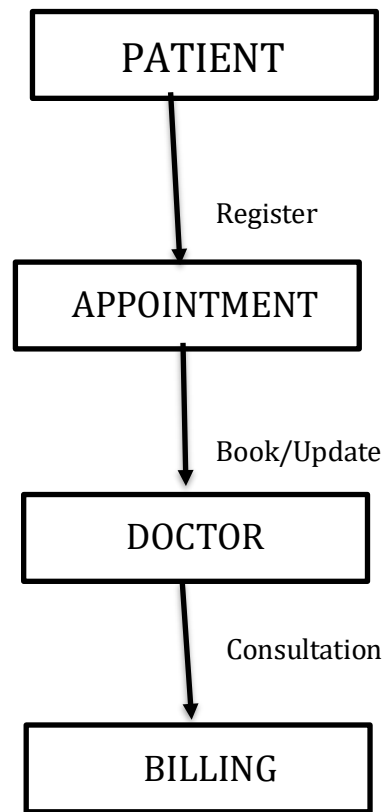 PATIENT
Register
APPOINTMENT
Book/Update
DOCTOR
Consultation
BILLING